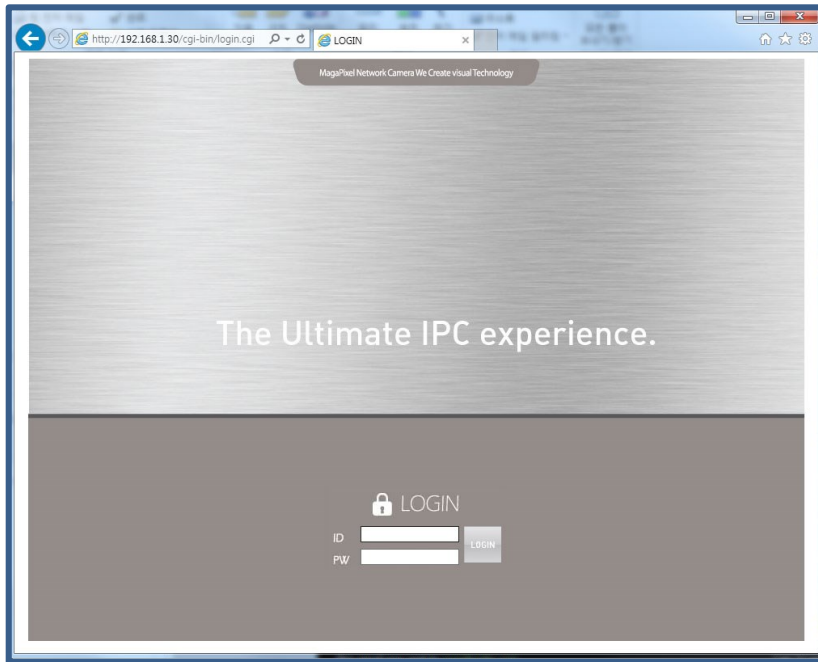 http://192.168.1.30/cgi-bin/login.cgi
LOGIN
MagaPixel Network Camera We Create visual Technology
The Ultimate IPC experience.
LOGIN
ID
LOGIN
PW